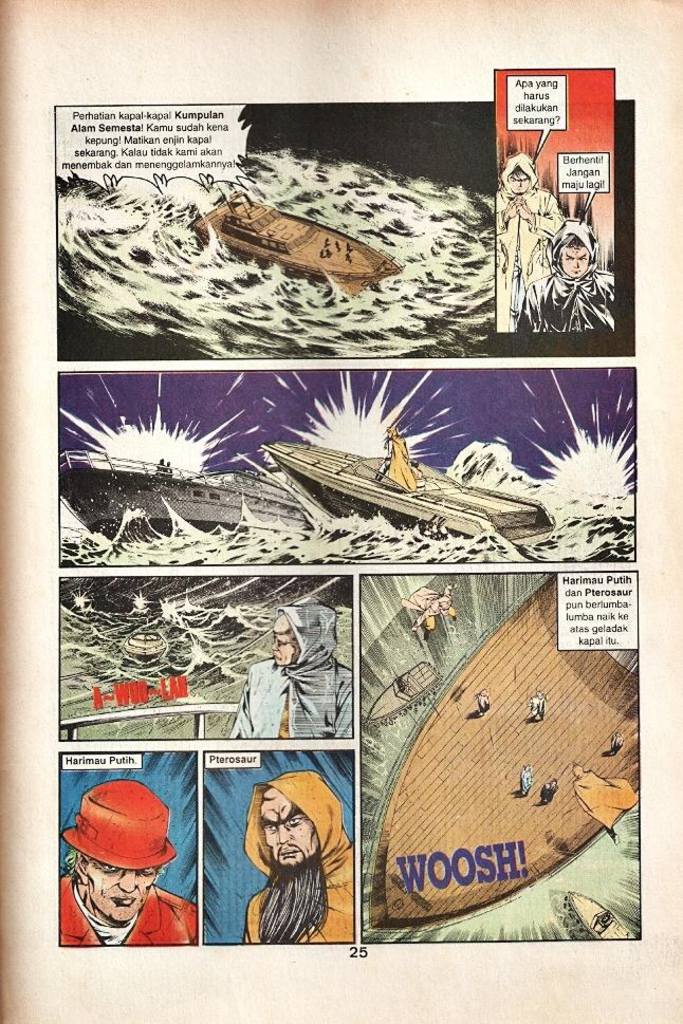 Perhatian kapal-kapal Kumpulan
Alam Semesta! Kamu sudah kena
kepung! Matikan enjin kapal
sekarang. Kalau tidak kami akan
menembak dan menenggelamkannya!
Apa yang
harus
dilakukan
sekarang?
Berhenti!
Jangan
maju lagi!
A~WUU~LAH
Harimau Putih
dan Pterosaur
pun berlumba-
lumba naik ke
atas geladak
kapal itu.
WOOSH!
Harimau Putih.
Pterosaur
25